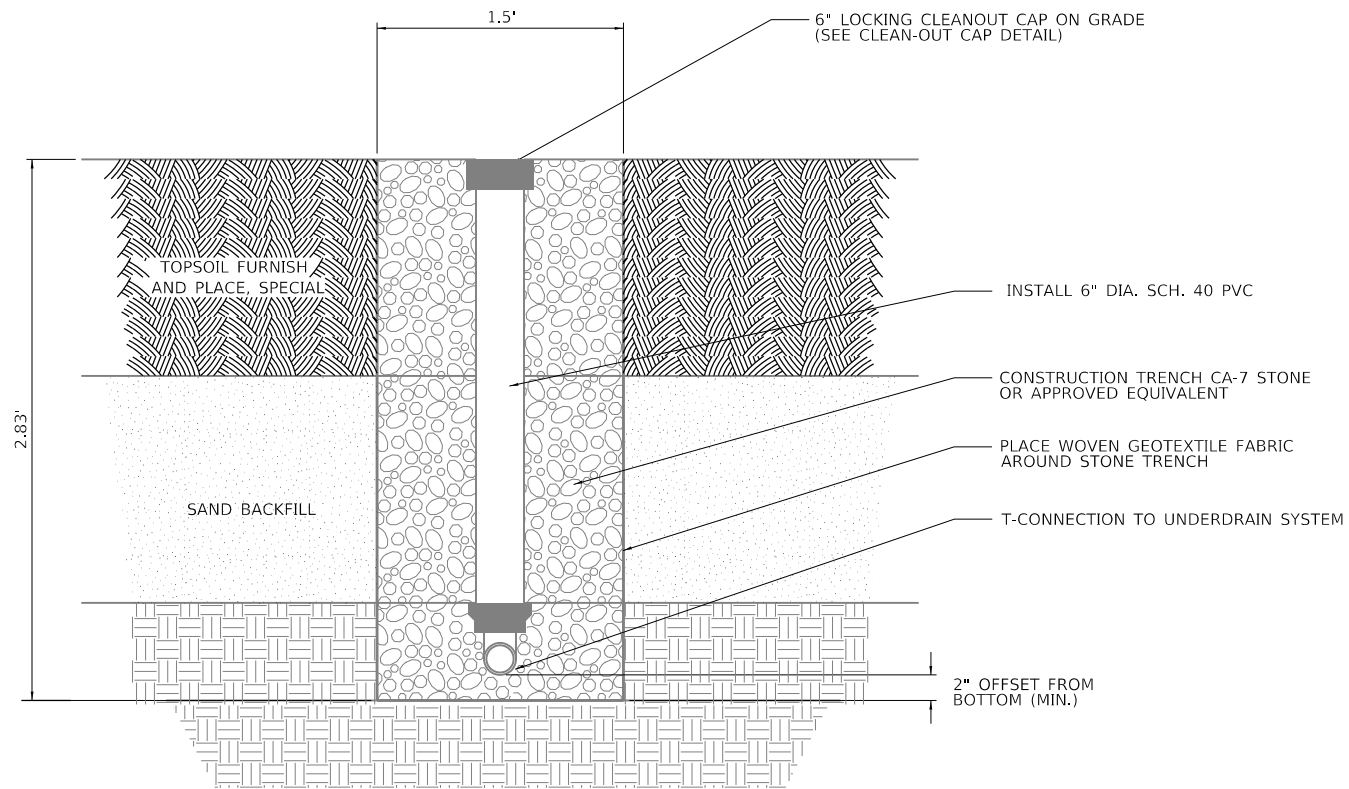 1.5'
6" LOCKING CLEANOUT CAP ON GRADE
(SEE CLEAN-OUT CAP DETAIL)
TOPSOIL FURNISH
AND PLACE, SPECIAL
INSTALL 6" DIA. SCH. 40 PVC
CONSTRUCTION TRENCH CA-7 STONE
OR APPROVED EQUIVALENT
2.83'
PLACE WOVEN GEOTEXTILE FABRIC
AROUND STONE TRENCH
SAND BACKFILL
T-CONNECTION TO UNDERDRAIN SYSTEM
2" OFFSET FROM
BOTTOM (MIN.)